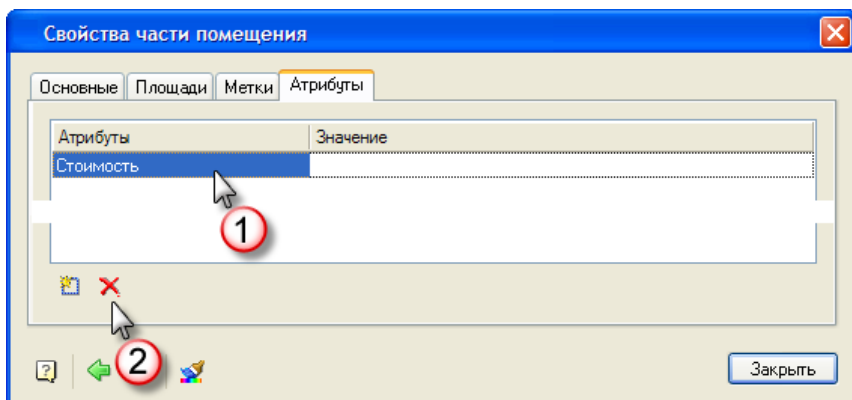 Свойства части помещения
Основные Площади Метки Атрибуты
Атрибуты Значение
Стоимость
1
2
?
Закрыть